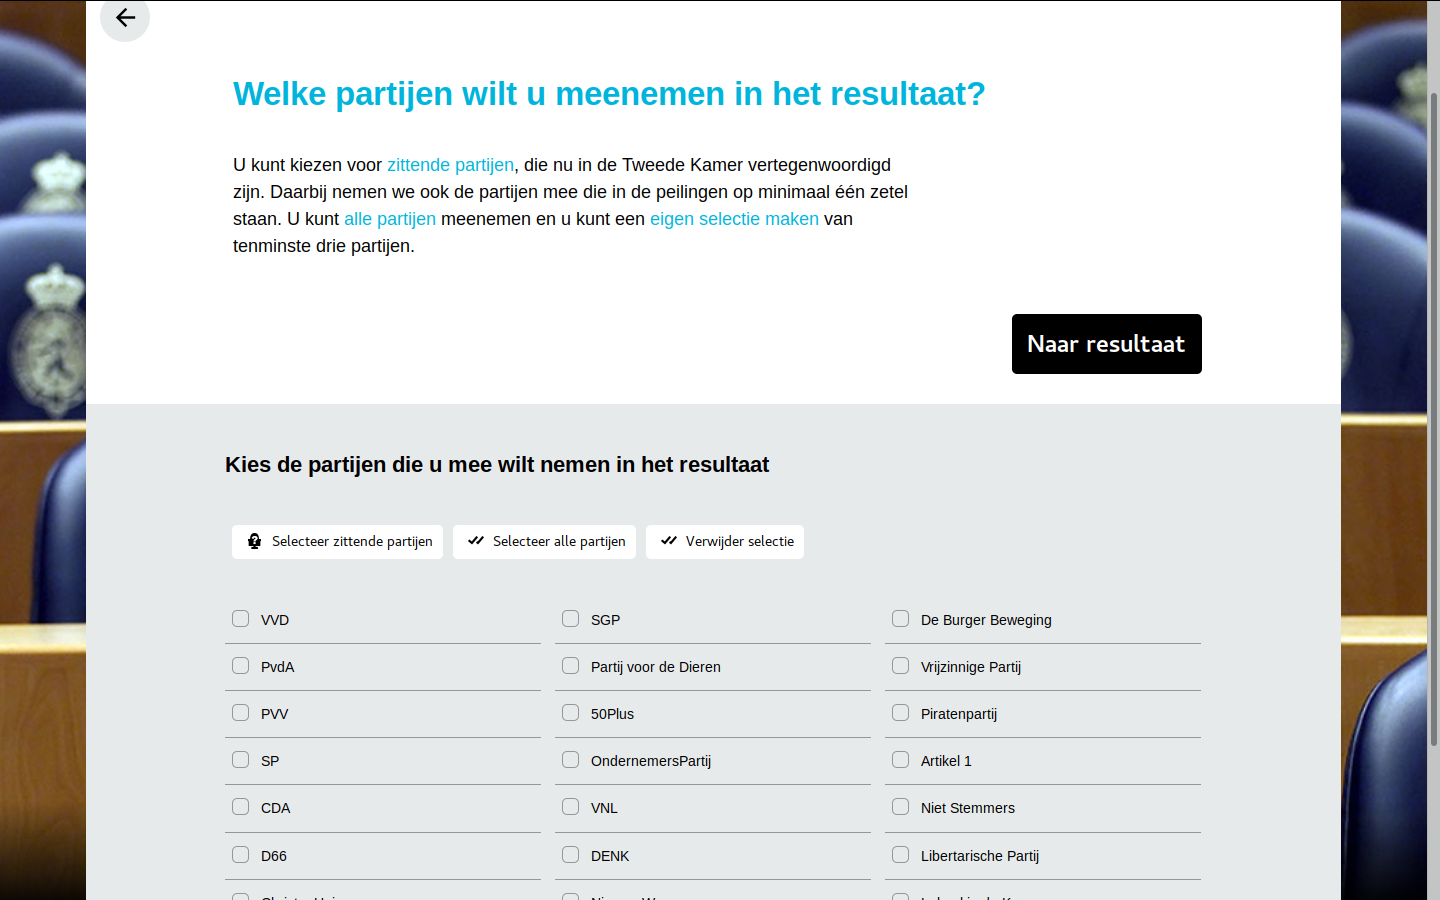 Welke partijen wilt u meenemen in het resultaat?
U kunt kiezen voor zittende partijen, die nu in de Tweede Kamer vertegenwoordigd
zijn. Daarbij nemen we ook de partijen mee die in de peilingen op minimaal één zetel
staan. U kunt alle partijen meenemen en u kunt een eigen selectie maken van
tenminste drie partijen.
Naar resultaat
Kies de partijen die u mee wilt nemen in het resultaat
Selecteer zittende partijen
Selecteer alle partijen
Verwijder selectie
VVD
PvdA
PVV
SP
CDA
D66
SGP
Partij voor de Dieren
50Plus
OndernemersPartij
VNL
DENK
De Burger Beweging
Vrijzinnige Partij
Piratenpartij
Artikel 1
Niet Stemmers
Libertarische Partij